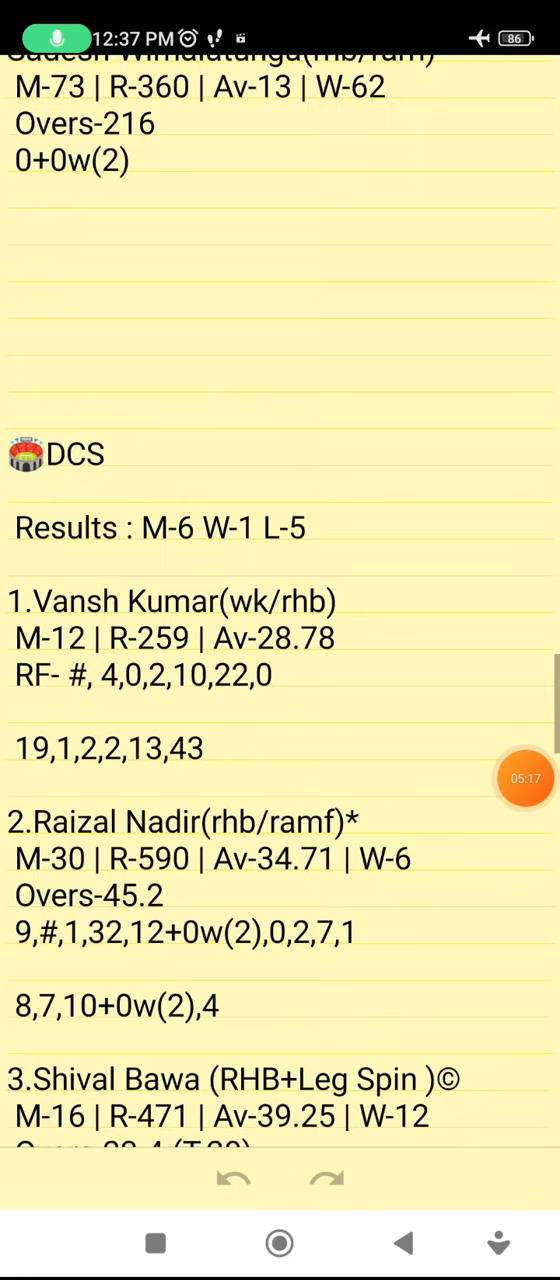 12:37 PM
86
M-73 | R-360 | Av-13 | W-62
Overs-216
0+0w(2)
DCS
Results : M-6 W-1 L-5
1.Vansh Kumar(wk/rhb)
M-12 | R-259 | Av-28.78
RF- #, 4,0,2,10,22,0
19,1,2,2,13,43
05:17
2.Raizal Nadir(rhb/ramf)*
M-30 | R-590 | Av-34.71 | W-6
Overs-45.2
9,#,1,32,12+0w(2),0,2,7,1
8,7,10+0w(2),4
3.Shival Bawa (RHB+Leg Spin )©
M-16 | R-471 | Av-39.25 | W-12